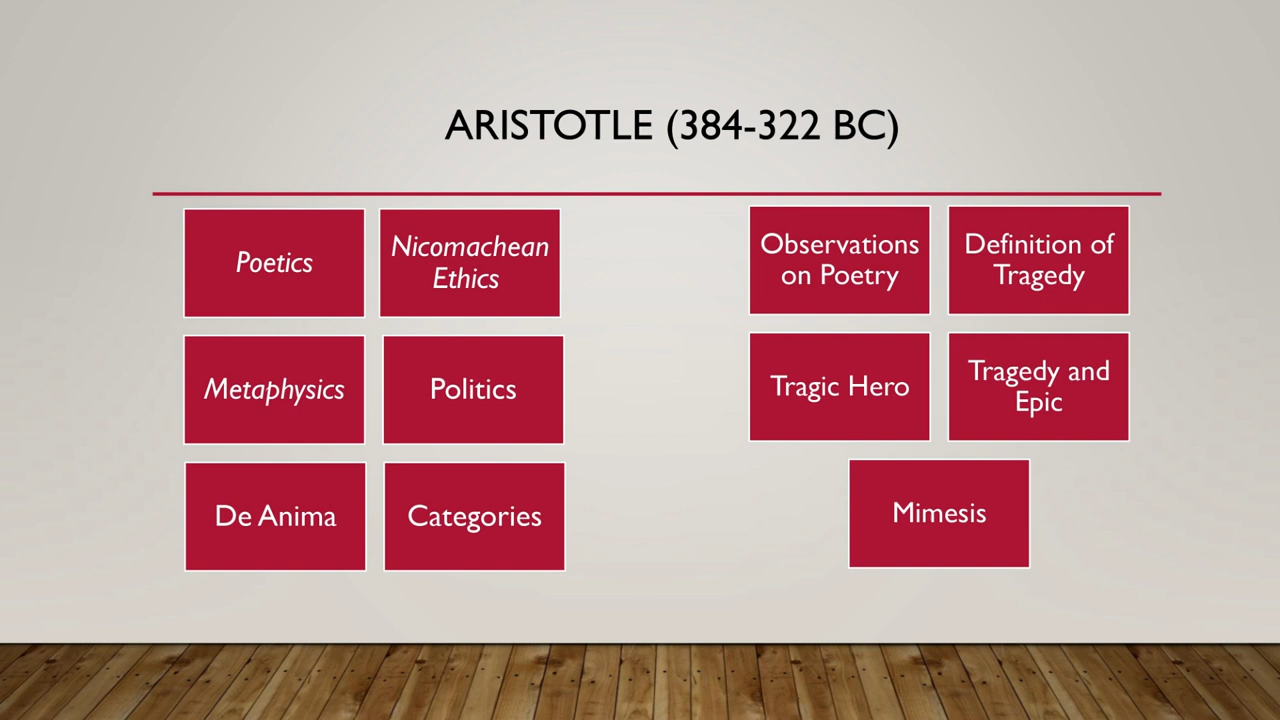 ARISTOTLE (384-322 BC)
Poetics
Nicomachean
Ethics
Metaphysics
Politics
De Anima
Categories
Observations
on Poetry
Definition of
Tragedy
Tragic Hero
Tragedy and
Epic
Mimesis